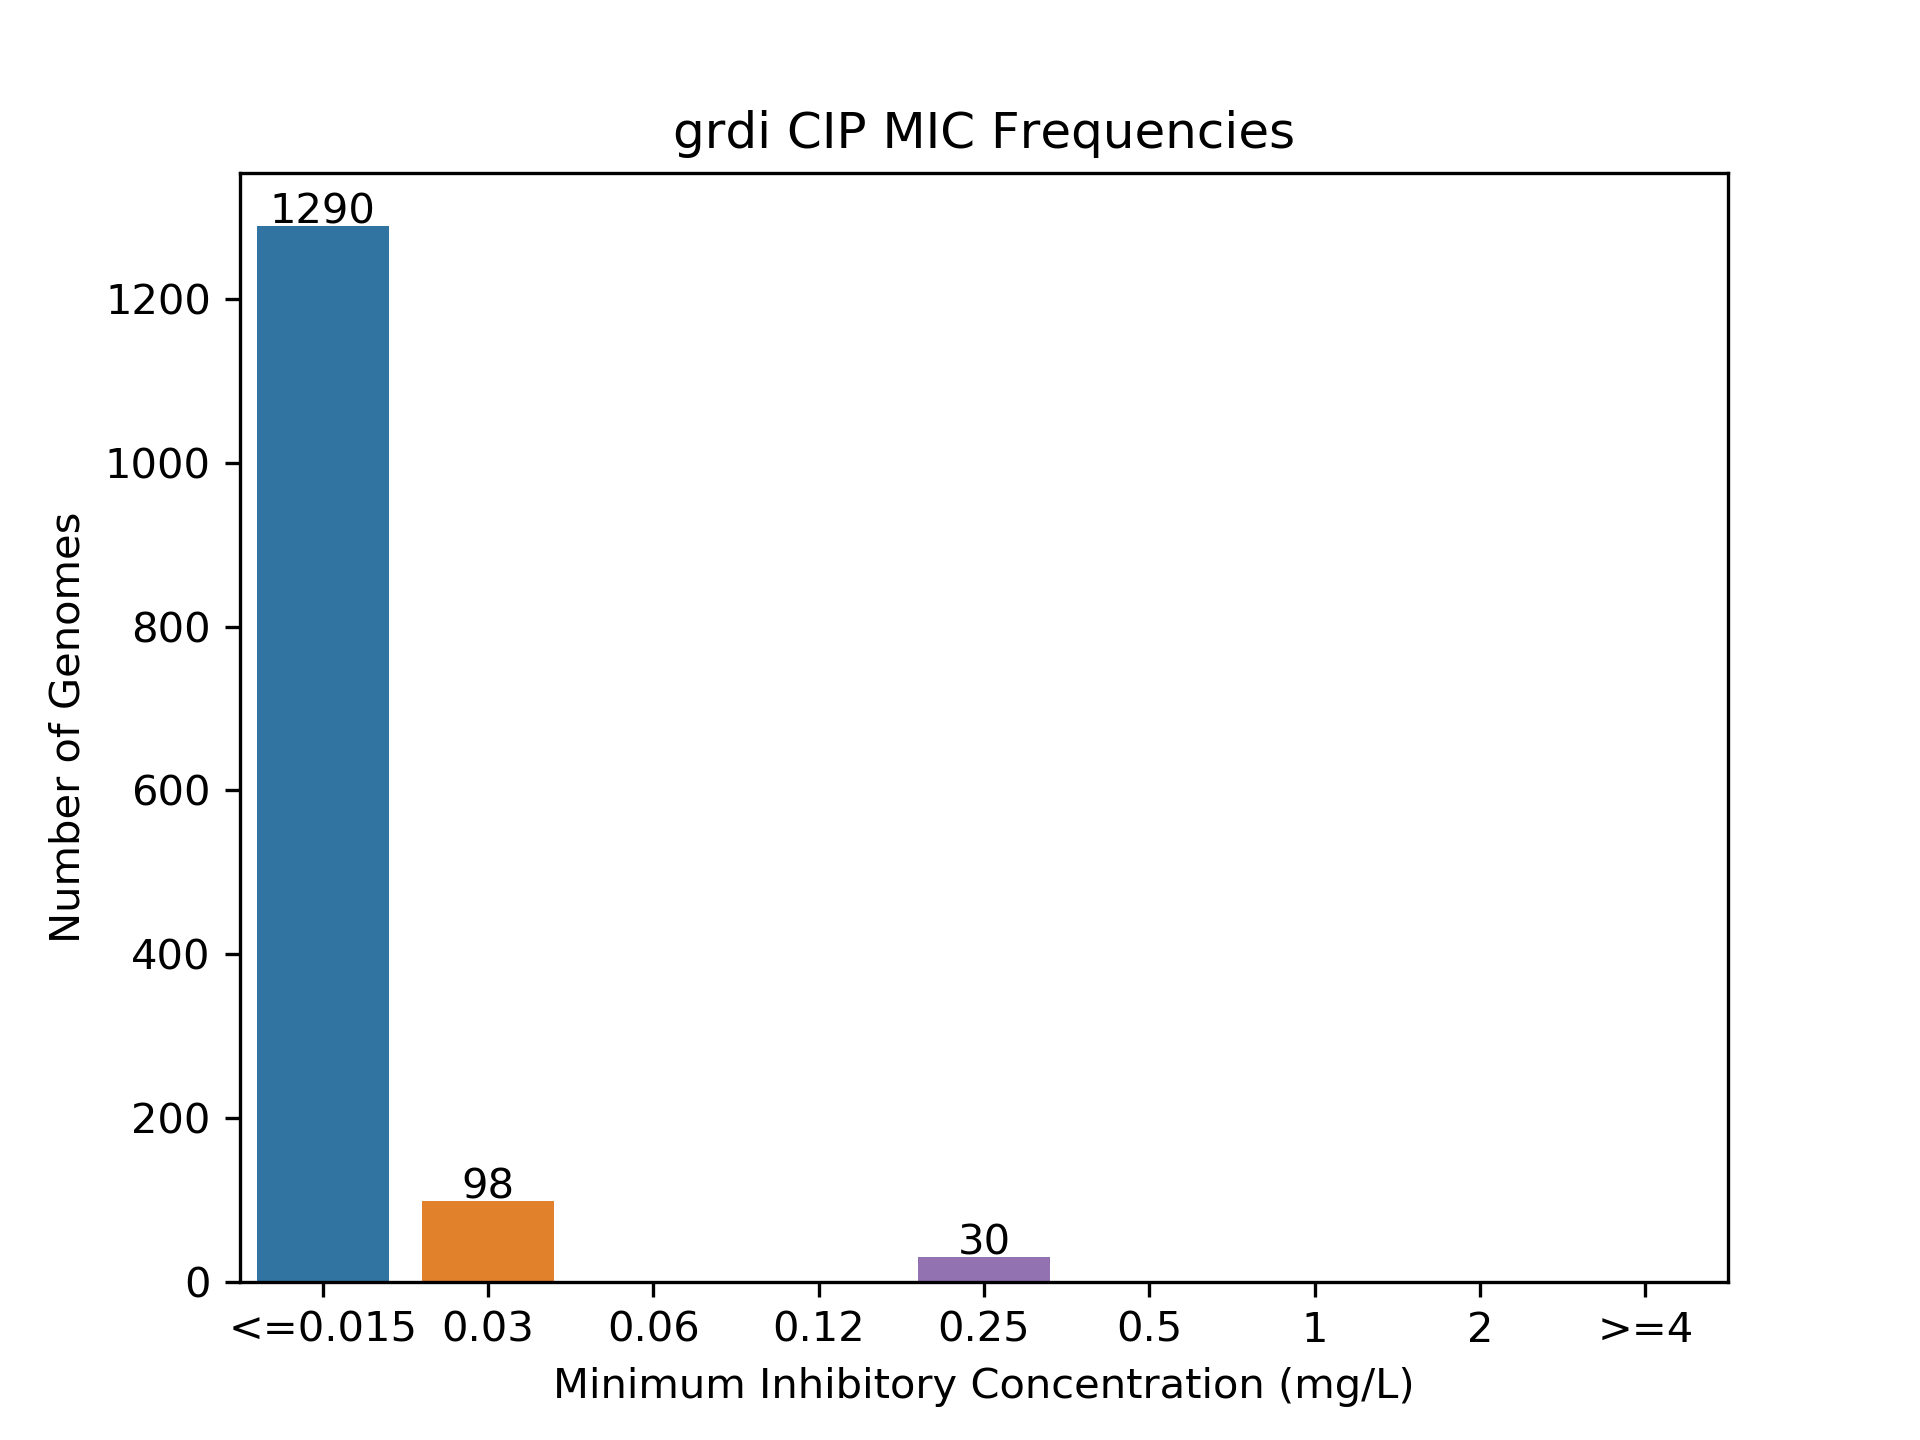 grdi CIP MIC Frequencies
1290
1200
1000
800
600
400
200
0
Number of Genomes
98
30
<=0.015 0.03 0.06 0.12 0.25 0.5 1 2 >=4
Minimum Inhibitory Concentration (mg/L)